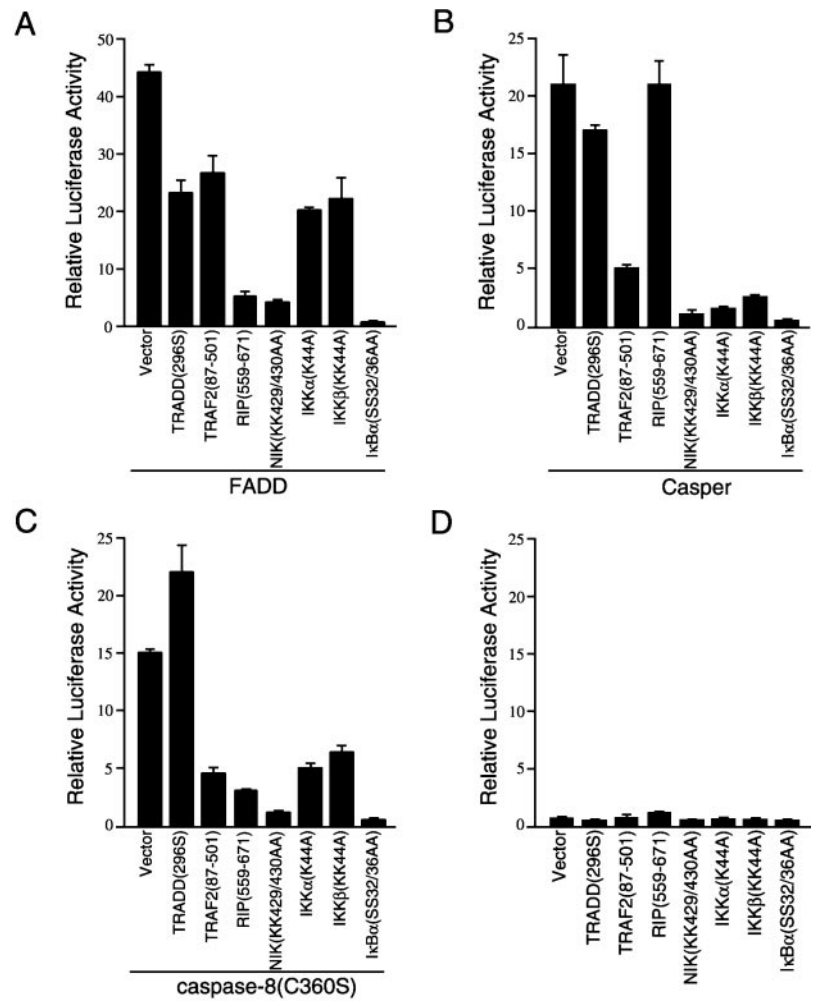 A
Relative Luciferase Activity
50
40
30
20
10
0
Vector
TRADD(296S)
TRAF2(87-501)
RIP(559-671)
NIK(KK429/430AA)
IKKα(K44A)
IKKβ(KK44A)
IκBα(SS32/36AA)
FADD
B
Relative Luciferase Activity
25
20
15
10
5
0
Vector
TRADD(296S)
TRAF2(87-501)
RIP(559-671)
NIK(KK429/430AA)
IKKα(K44A)
IKKβ(KK44A)
IκBα(SS32/36AA)
Casper
C
Relative Luciferase Activity
25
20
15
10
5
0
Vector
TRADD(296S)
TRAF2(87-501)
RIP(559-671)
NIK(KK429/430AA)
IKKα(K44A)
IKKβ(KK44A)
IκBα(SS32/36AA)
caspase-8(C360S)
D
Relative Luciferase Activity
25
20
15
10
5
0
Vector
TRADD(296S)
TRAF2(87-501)
RIP(559-671)
NIK(KK429/430AA)
IKKα(K44A)
IKKβ(KK44A)
IκBα(SS32/36AA)